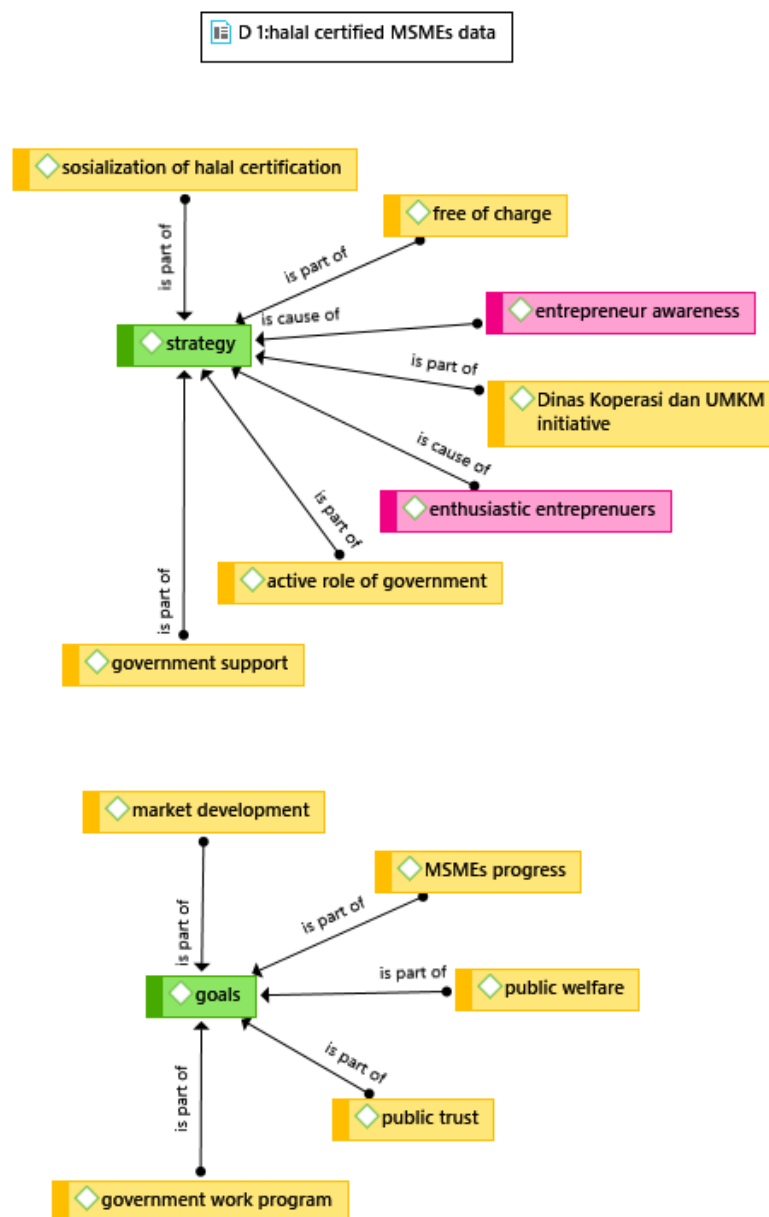 D 1:halal certified MSMEs data
sosialization of halal certification
is part of
free of charge
is part of
is cause of
entrepreneur awareness
strategy
is part of
Dinas Koperasi dan UMKM
initiative
is cause of
enthusiastic entreprenuers
is part of
active role of government
is part of
government support
market development
is part of
MSMEs progress
is part of
is part of
public welfare
goals
is part of
public trust
is part of
government work program